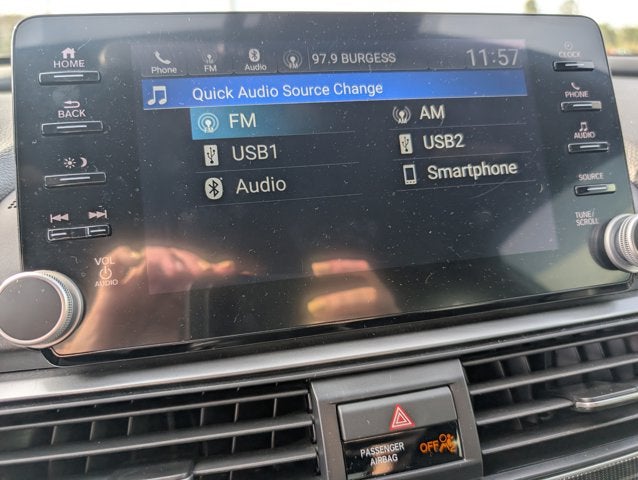 HOME
Phone
FM
Audio
97.9 BURGESS
11:57
CLOCK
Quick Audio Source Change
BACK
FM
AM
PHONE
USB1
USB2
AUDIO
Audio
Smartphone
SOURCE
TUNE/
SCROLL
VOL
AUDIO
PASSENGER
AIRBAG
OFF